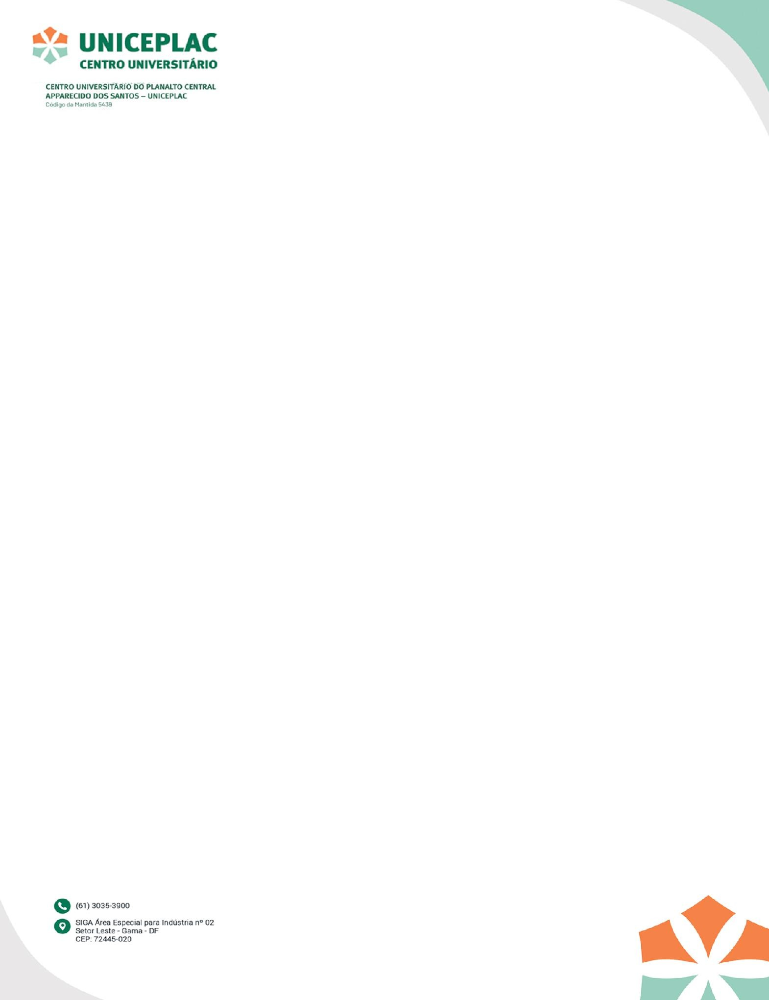 UNICEPLAC
CENTRO UNIVERSITÁRIO
CENTRO UNIVERSITÁRIO DO PLANALTO CENTRAL
APPARECIDO DOS SANTOS – UNICEPLAC
Código da Mantida 5439
(61) 3035-3900
SIGA Área Especial para Indústria nº 02
Setor Leste - Gama - DF
CEP: 72445-020